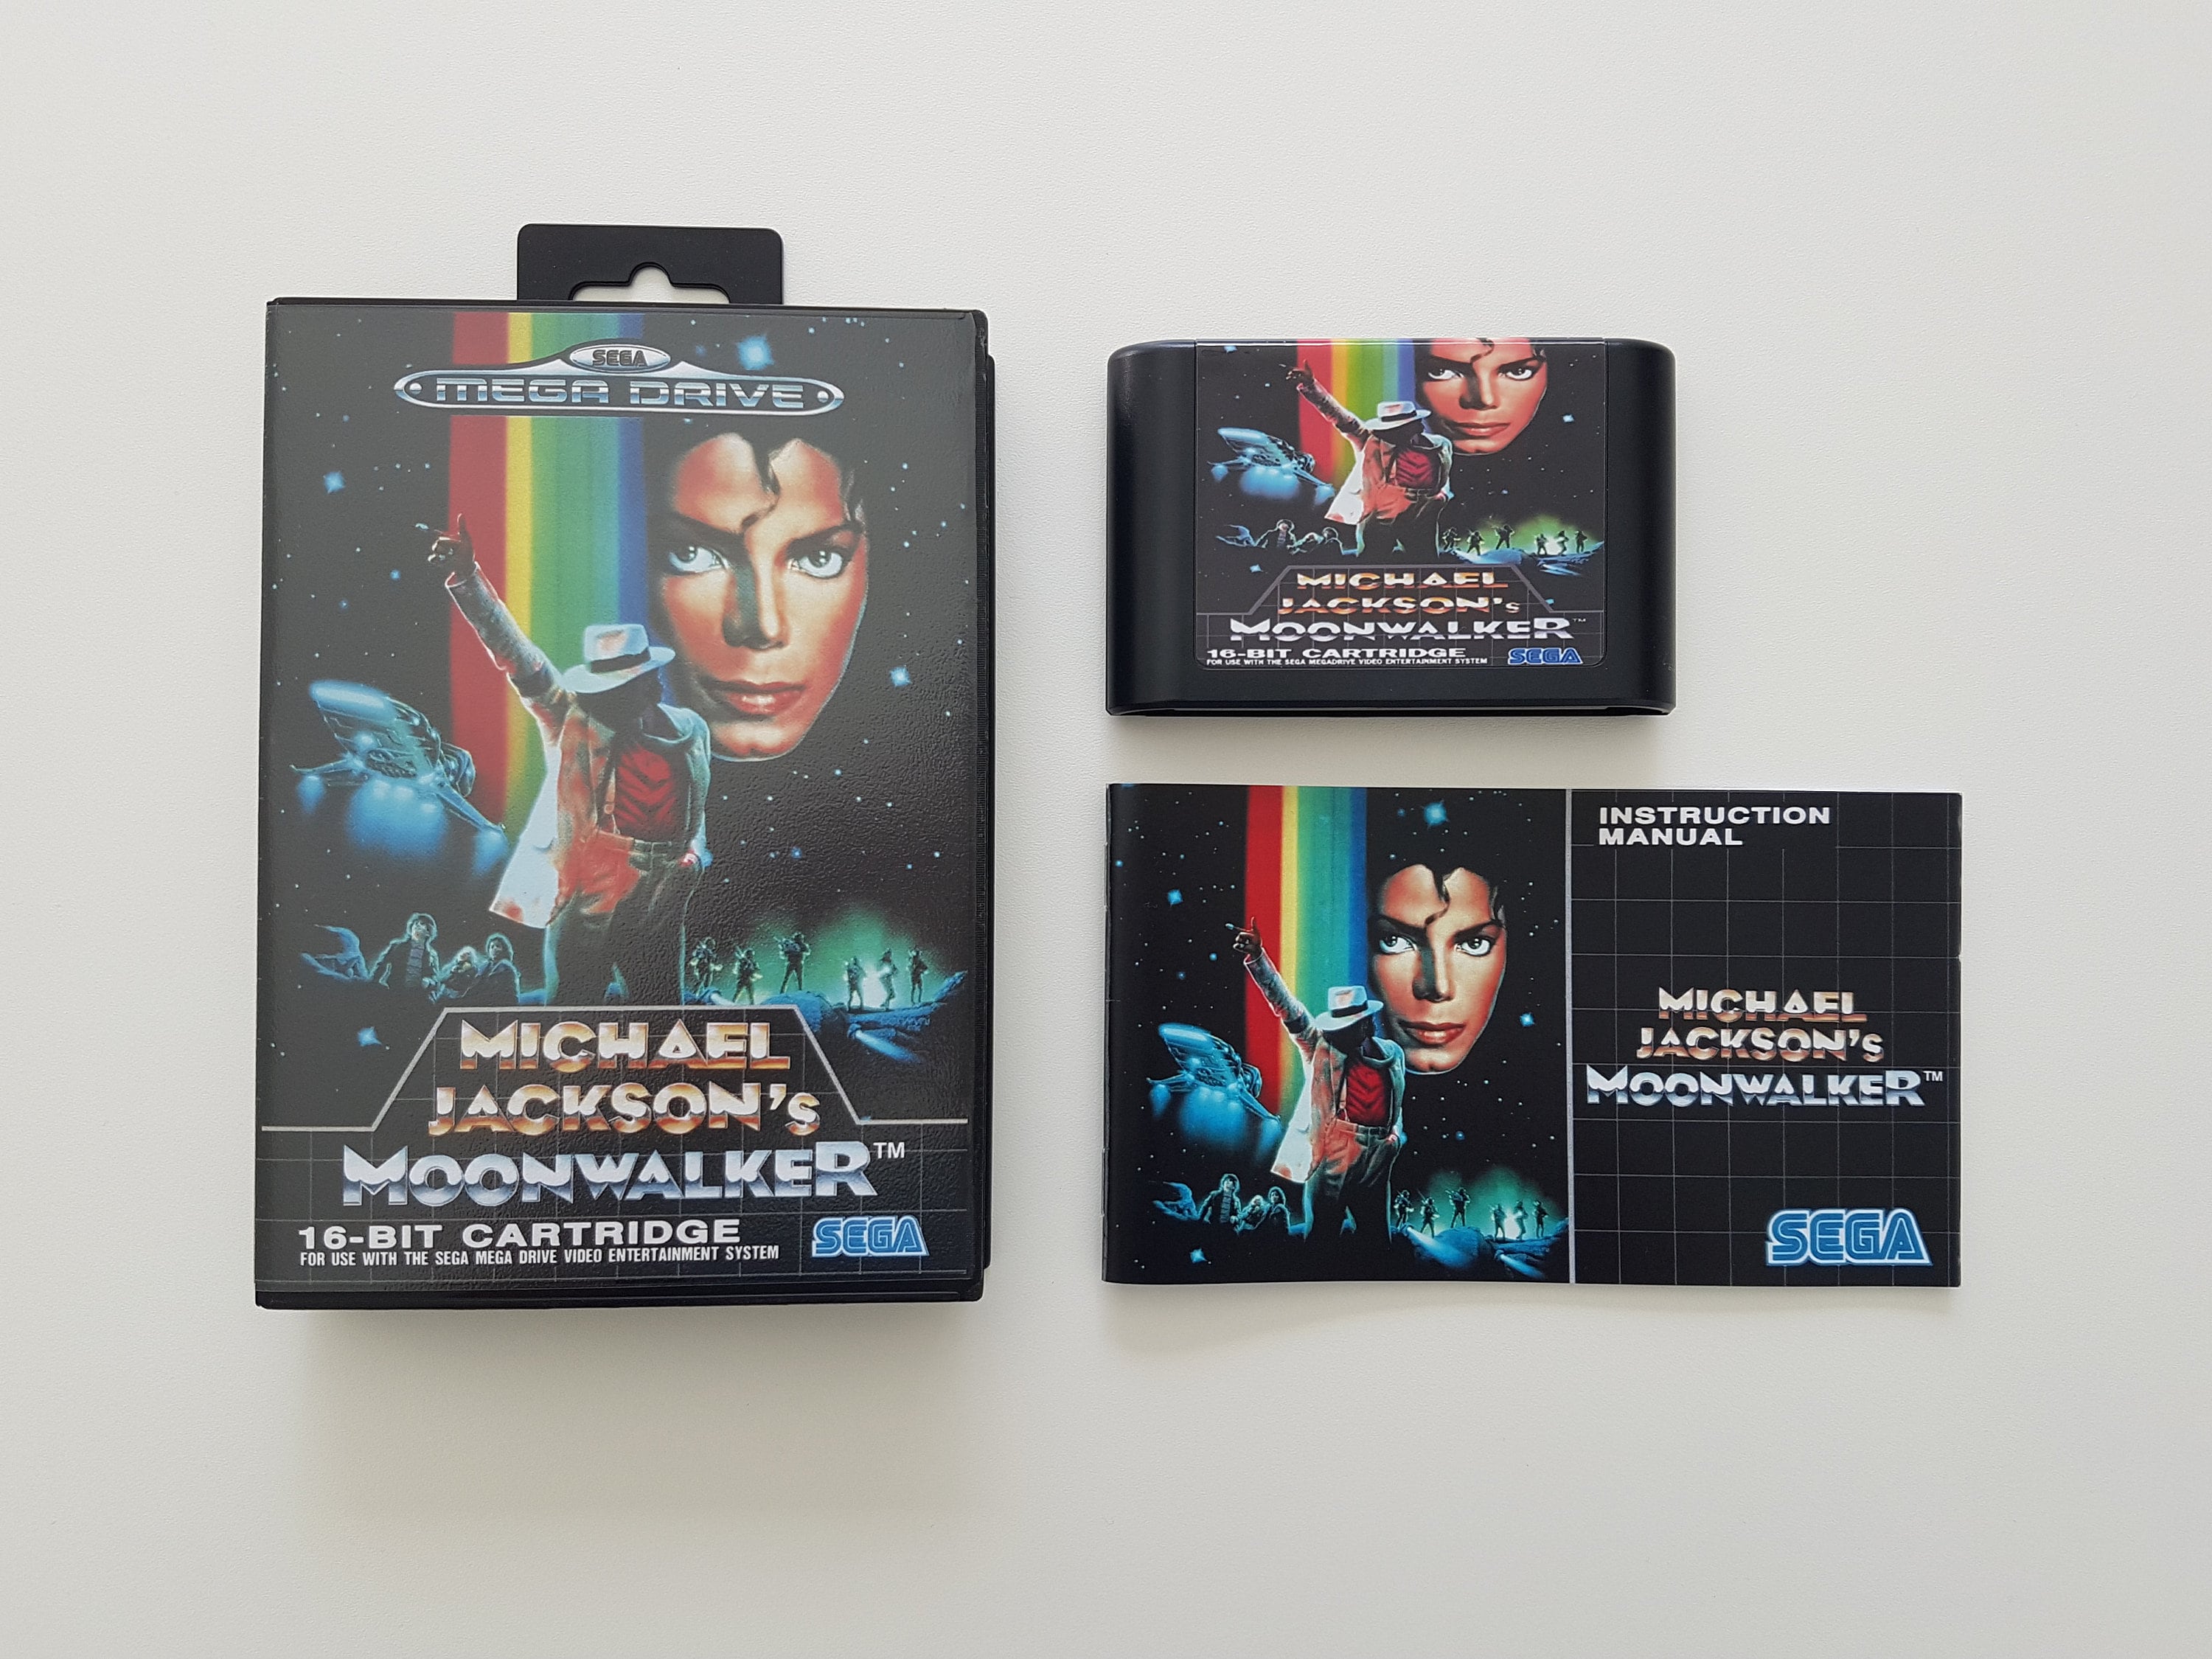 SEGA
MEGA DRIVE
MICHAEL
JACKSON's
MOONWALKER™
16-BIT CARTRIDGE
FOR USE WITH THE SEGA MEGA DRIVE VIDEO ENTERTAINMENT SYSTEM
SEGA
MICHAEL
JACKSON's
MOONWALKER™
16-BIT CARTRIDGE
FOR USE WITH THE SEGA MEGADRIVE VIDEO ENTERTAINMENT SYSTEM
SEGA
INSTRUCTION
MANUAL
MICHAEL
JACKSON's
MOONWALKER™
SEGA